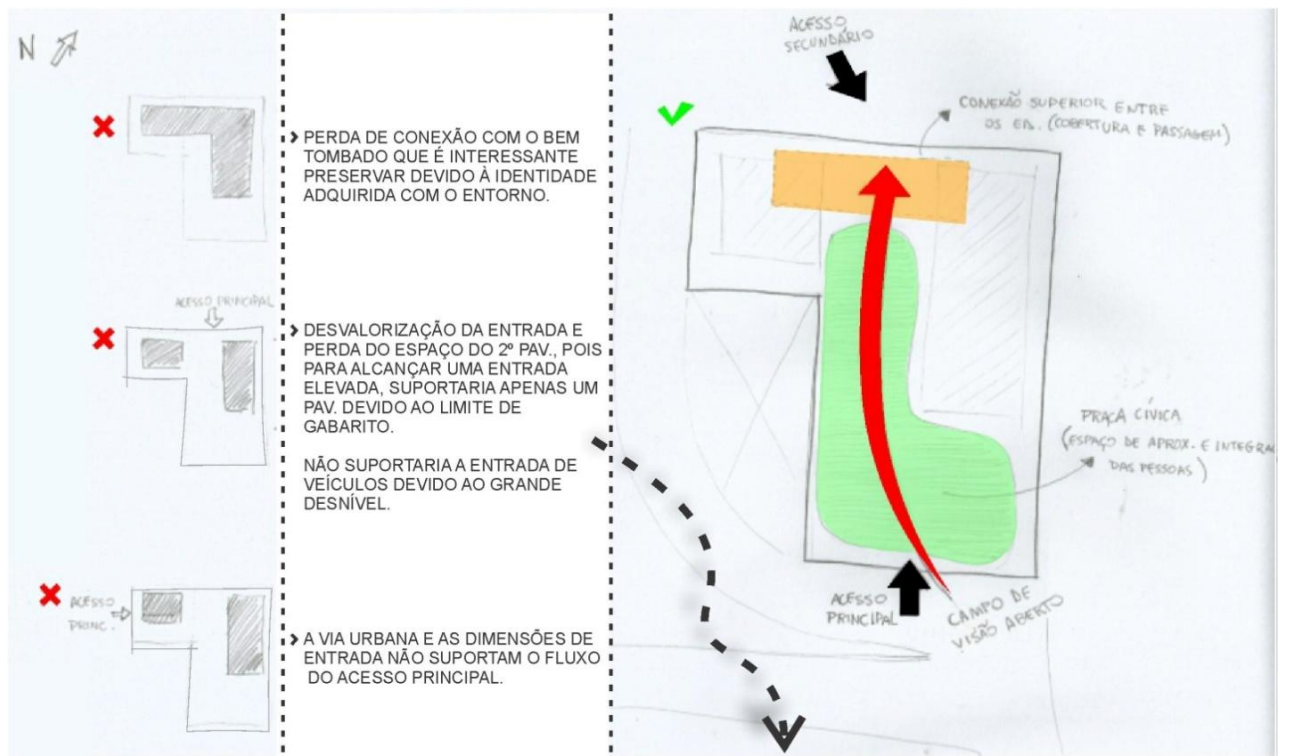 N
› PERDA DE CONEXÃO COM O BEM
TOMBADO QUE É INTERESSANTE
PRESERVAR DEVIDO À IDENTIDADE
ADQUIRIDA COM O ENTORNO.
ACESSO PRINCIPAL
› DESVALORIZAÇÃO DA ENTRADA E
PERDA DO ESPAÇO DO 2º PAV., POIS
PARA ALCANÇAR UMA ENTRADA
ELEVADA, SUPORTARIA APENAS UM
PAV. DEVIDO AO LIMITE DE
GABARITO.
NÃO SUPORTARIA A ENTRADA DE
VEÍCULOS DEVIDO AO GRANDE
DESNÍVEL.
ACESSO
PRINC.
› A VIA URBANA E AS DIMENSÕES DE
ENTRADA NÃO SUPORTAM O FLUXO
DO ACESSO PRINCIPAL.
ACESSO
SECUNDÁRIO
CONEXÃO SUPERIOR ENTRE
OS ED. (COBERTURA E PASSAGEM)
PRAÇA CÍVICA
(ESPAÇO DE APROX. E INTEGRA
DAS PESSOAS)
ACESSO
PRINCIPAL
CAMPO DE
VISÃO ABERTO